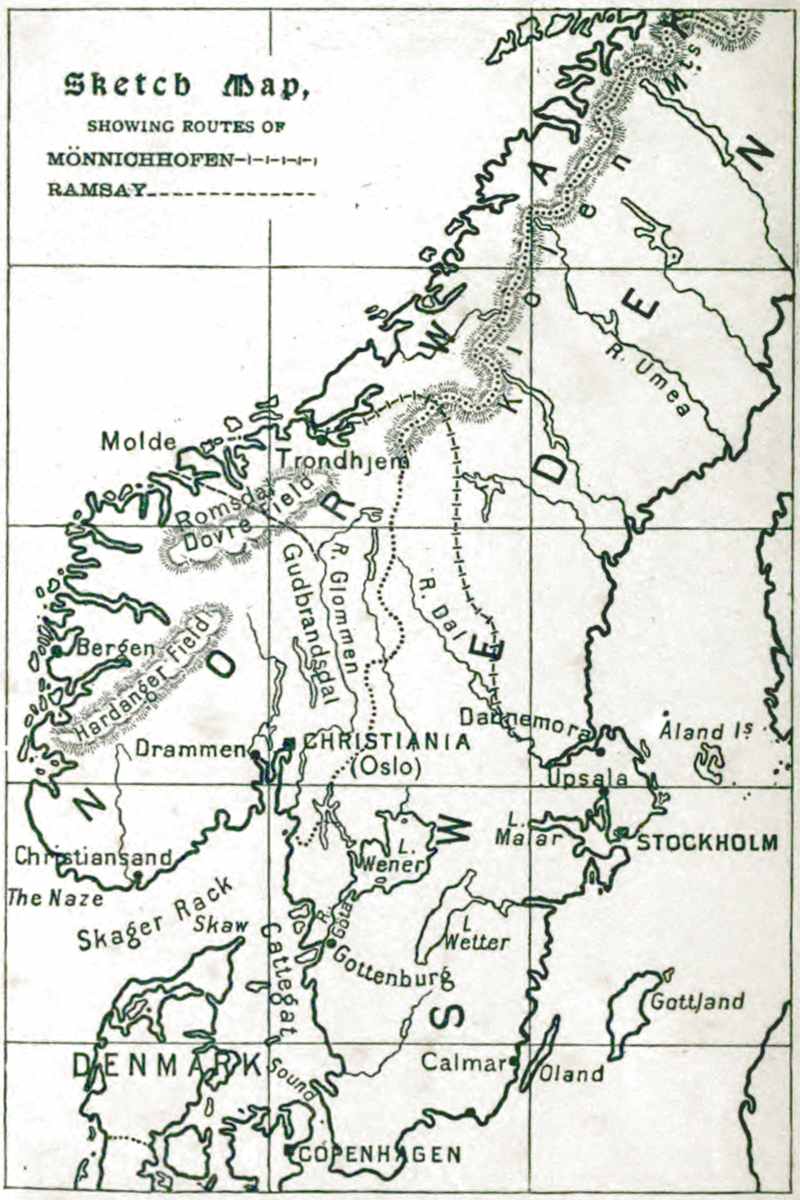 Sketch Map,
SHOWING ROUTES OF
MÖNNICHHOFEN
RAMSAY
NORWAY
SWEDEN
Kiolen Mts
R. Umea
Molde
Trondhjem
Romsdal
Dovre Field
Gudbrandsdal
R. Glommen
R. Dal
Bergen
Hardanger Field
Drammen
CHRISTIANIA
(Oslo)
Dannemora
Åland Is
Upsala
L. Malar
STOCKHOLM
L. Wener
Christiansand
The Naze
Skager Rack
Skaw
Cattegat
R. Gota
Gottenburg
L Wetter
Gottland
DENMARK
Sound
Calmar
Oland
COPENHAGEN